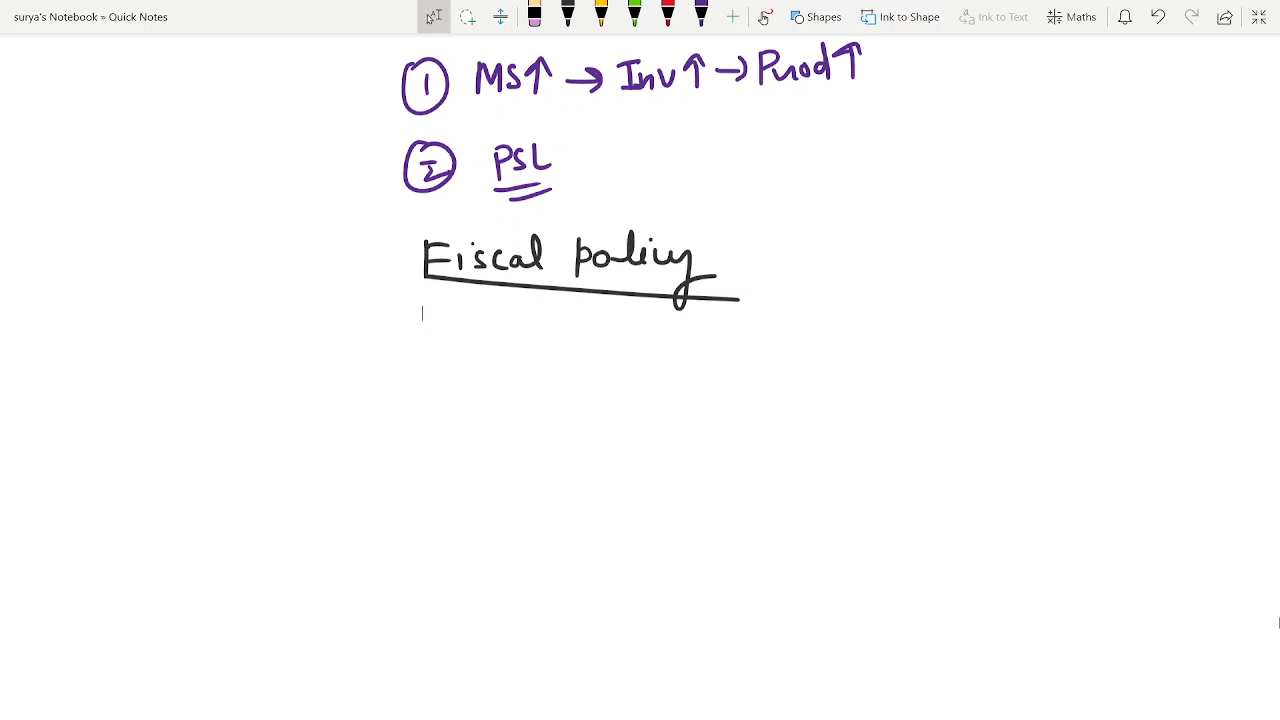 surya's Notebook » Quick Notes Shapes Ink to Shape Ink to Text Maths
① MS↑ → Inv↑ → Prod↑
② PSL
Fiscal policy